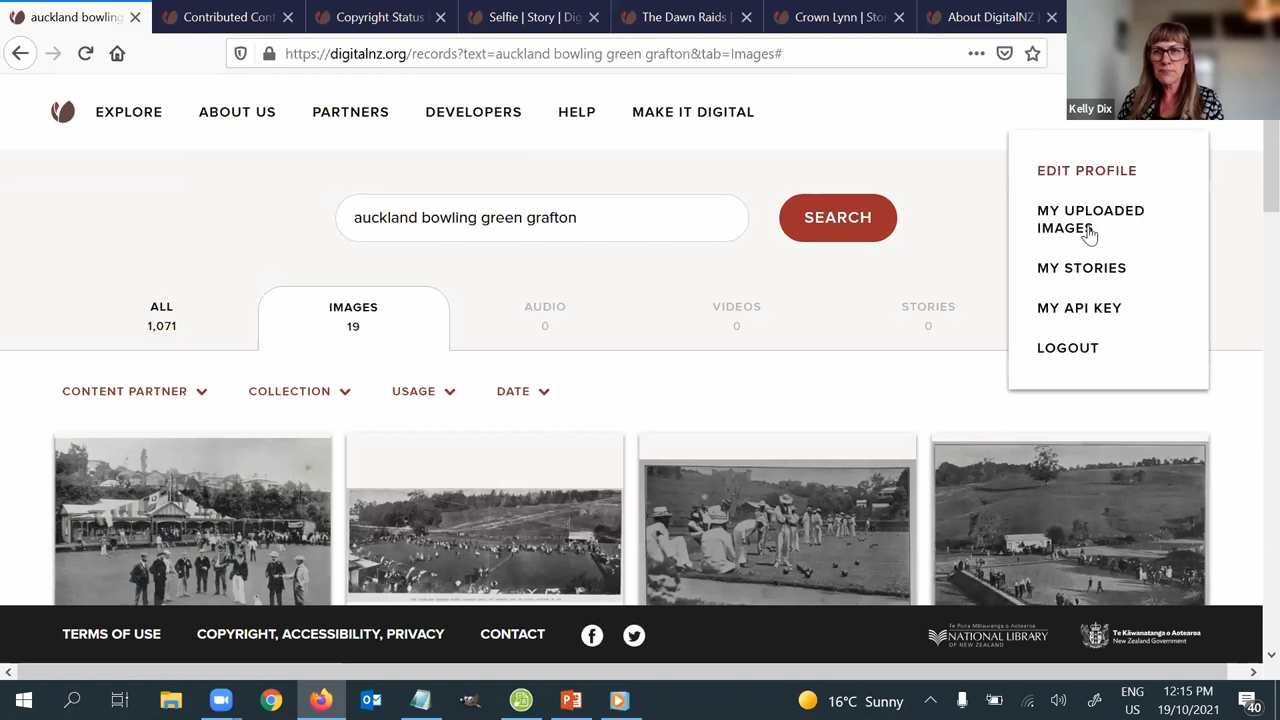 auckland bowling
Contributed Cont
Copyright Status
Selfie | Story | Dig
The Dawn Raids |
Crown Lynn | Stor
About DigitalNZ |
https://digitalnz.org/records?text=auckland bowling green grafton&tab=Images#
Kelly Dix
EXPLORE
ABOUT US
PARTNERS
DEVELOPERS
HELP
MAKE IT DIGITAL
EDIT PROFILE
MY UPLOADED
IMAGES
MY STORIES
MY API KEY
LOGOUT
auckland bowling green grafton
SEARCH
ALL
1,071
IMAGES
19
AUDIO
0
VIDEOS
0
STORIES
0
CONTENT PARTNER
COLLECTION
USAGE
DATE
TERMS OF USE
COPYRIGHT, ACCESSIBILITY, PRIVACY
CONTACT
Te Puna Mātauranga o Aotearoa
NATIONAL LIBRARY
OF NEW ZEALAND
Te Kāwanatanga o Aotearoa
New Zealand Government
16°C Sunny
ENG
US
12:15 PM
19/10/2021
40